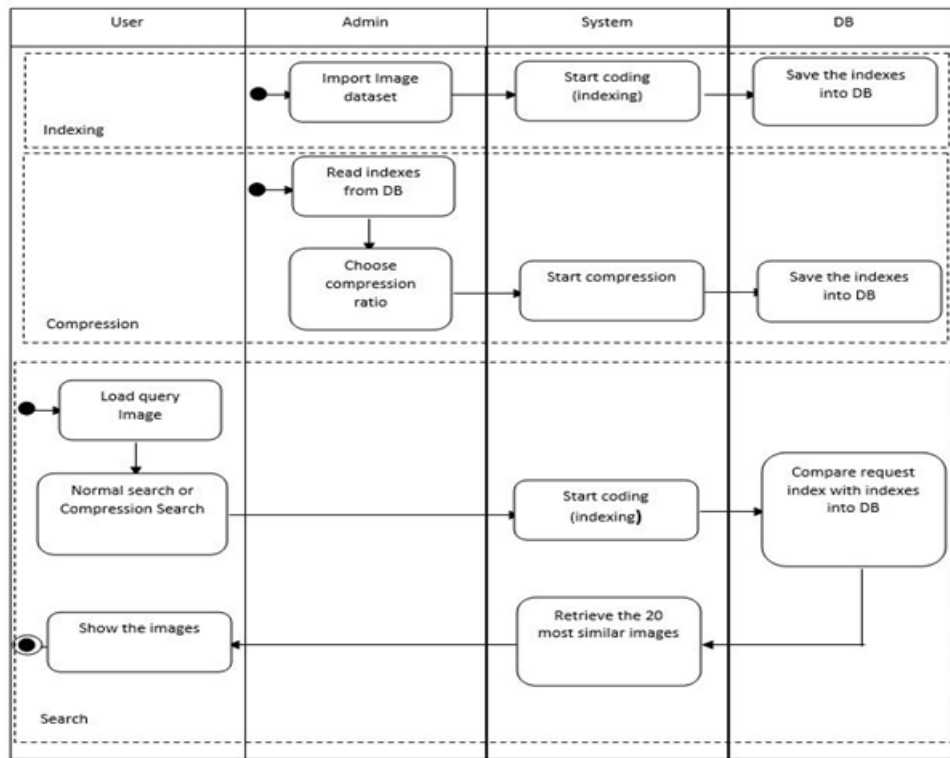 User
Admin
System
DB
Import Image
dataset
Start coding
(indexing)
Save the indexes
into DB
Indexing
Read indexes
from DB
Choose
compression
ratio
Start compression
Save the indexes
into DB
Compression
Load query
Image
Normal search or
Compression Search
Start coding
(indexing)
Compare request
index with indexes
into DB
Show the images
Retrieve the 20
most similar images
Search